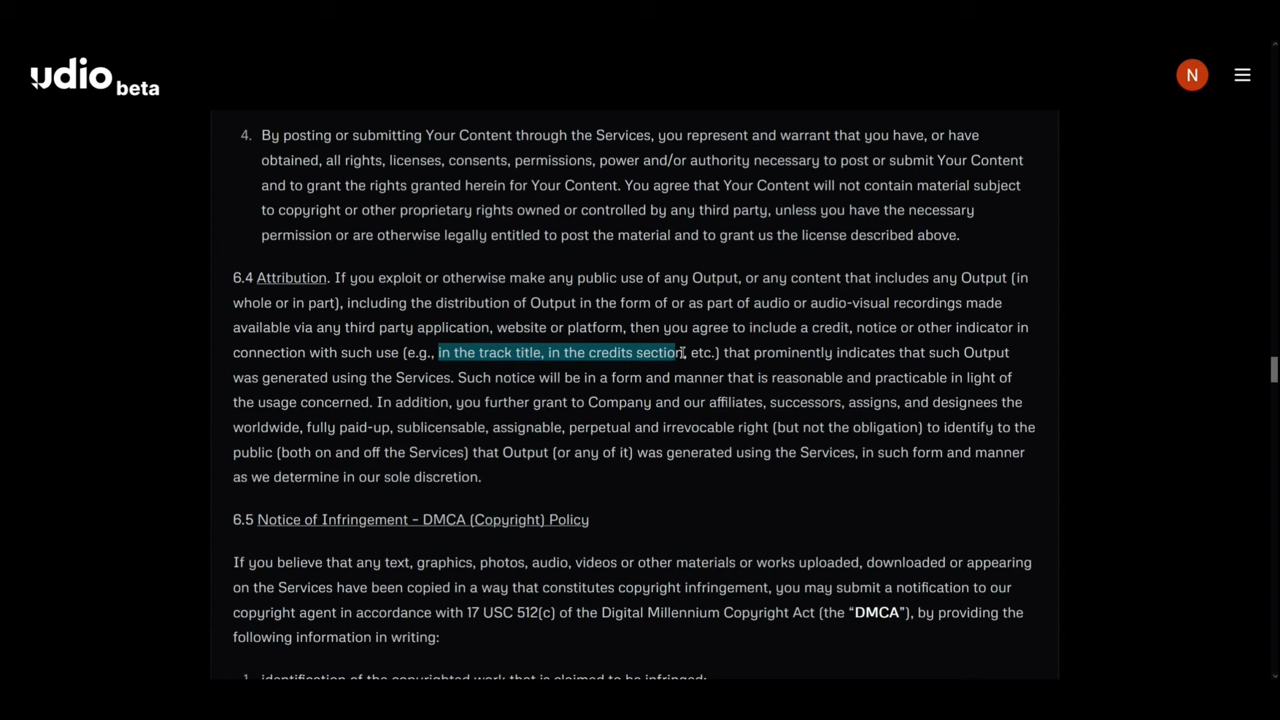 udio beta
N
4. By posting or submitting Your Content through the Services, you represent and warrant that you have, or have
obtained, all rights, licenses, consents, permissions, power and/or authority necessary to post or submit Your Content
and to grant the rights granted herein for Your Content. You agree that Your Content will not contain material subject
to copyright or other proprietary rights owned or controlled by any third party, unless you have the necessary
permission or are otherwise legally entitled to post the material and to grant us the license described above.
6.4 Attribution. If you exploit or otherwise make any public use of any Output, or any content that includes any Output (in
whole or in part), including the distribution of Output in the form of or as part of audio or audio-visual recordings made
available via any third party application, website or platform, then you agree to include a credit, notice or other indicator in
connection with such use (e.g., in the track title, in the credits section, etc.) that prominently indicates that such Output
was generated using the Services. Such notice will be in a form and manner that is reasonable and practicable in light of
the usage concerned. In addition, you further grant to Company and our affiliates, successors, assigns, and designees the
worldwide, fully paid-up, sublicensable, assignable, perpetual and irrevocable right (but not the obligation) to identify to the
public (both on and off the Services) that Output (or any of it) was generated using the Services, in such form and manner
as we determine in our sole discretion.
6.5 Notice of Infringement – DMCA (Copyright) Policy
If you believe that any text, graphics, photos, audio, videos or other materials or works uploaded, downloaded or appearing
on the Services have been copied in a way that constitutes copyright infringement, you may submit a notification to our
copyright agent in accordance with 17 USC 512(c) of the Digital Millennium Copyright Act (the “DMCA”), by providing the
following information in writing:
1. identification of the copyrighted work that is claimed to be infringed;